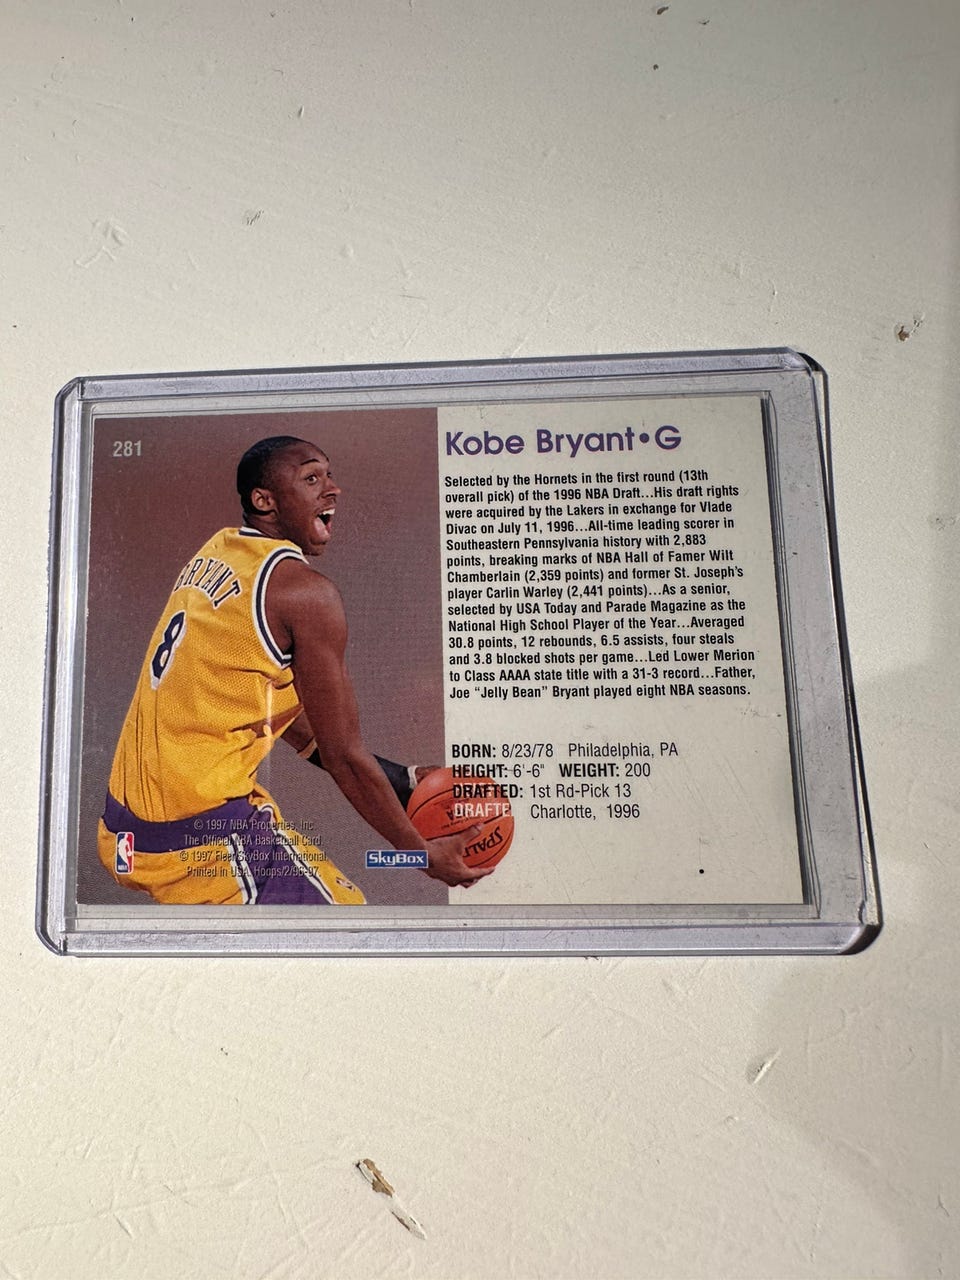 281
Kobe Bryant•G
Selected by the Hornets in the first round (13th
overall pick) of the 1996 NBA Draft...His draft rights
were acquired by the Lakers in exchange for Vlade
Divac on July 11, 1996...All-time leading scorer in
Southeastern Pennsylvania history with 2,883
points, breaking marks of NBA Hall of Famer Wilt
Chamberlain (2,359 points) and former St. Joseph's
player Carlin Warley (2,441 points)...As a senior,
selected by USA Today and Parade Magazine as the
National High School Player of the Year...Averaged
30.8 points, 12 rebounds, 6.5 assists, four steals
and 3.8 blocked shots per game...Led Lower Merion
to Class AAAA state title with a 31-3 record...Father,
Joe “Jelly Bean” Bryant played eight NBA seasons.
BORN: 8/23/78 Philadelphia, PA
HEIGHT: 6'-6" WEIGHT: 200
DRAFTED: 1st Rd-Pick 13
DRAFTE Charlotte, 1996
BRYANT
8
SPAL
© 1997 NBA Properties, Inc.
The Official NBA Basketball Card
© 1997 Fleer/SkyBox International
Printed in USA. Hoops/2/96-97
NBA
SkyBox